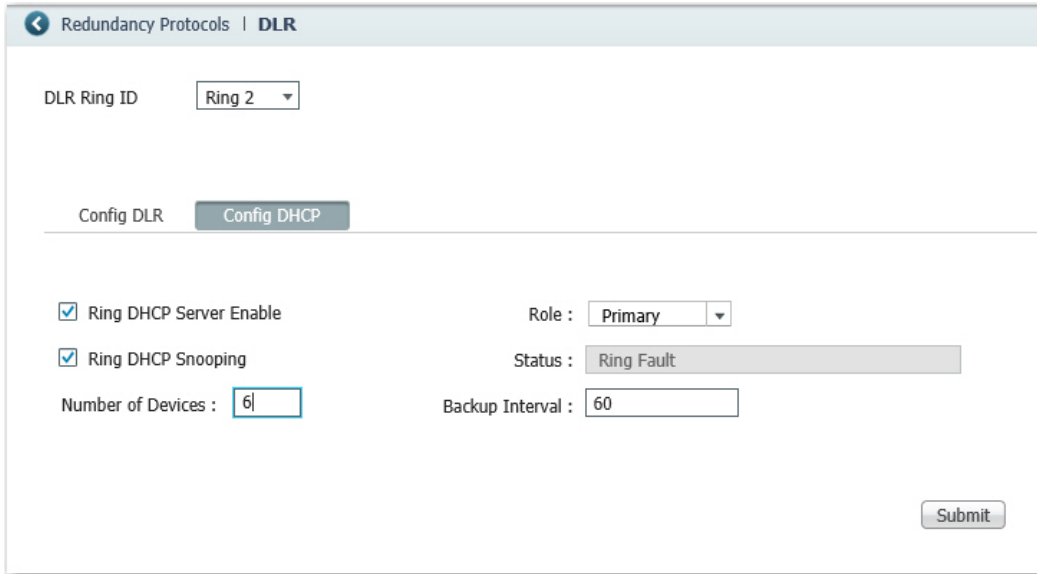 Redundancy Protocols | DLR
DLR Ring ID Ring 2
Config DLR Config DHCP
Ring DHCP Server Enable Role : Primary
Ring DHCP Snooping Status : Ring Fault
Number of Devices : 6 Backup Interval : 60
Submit